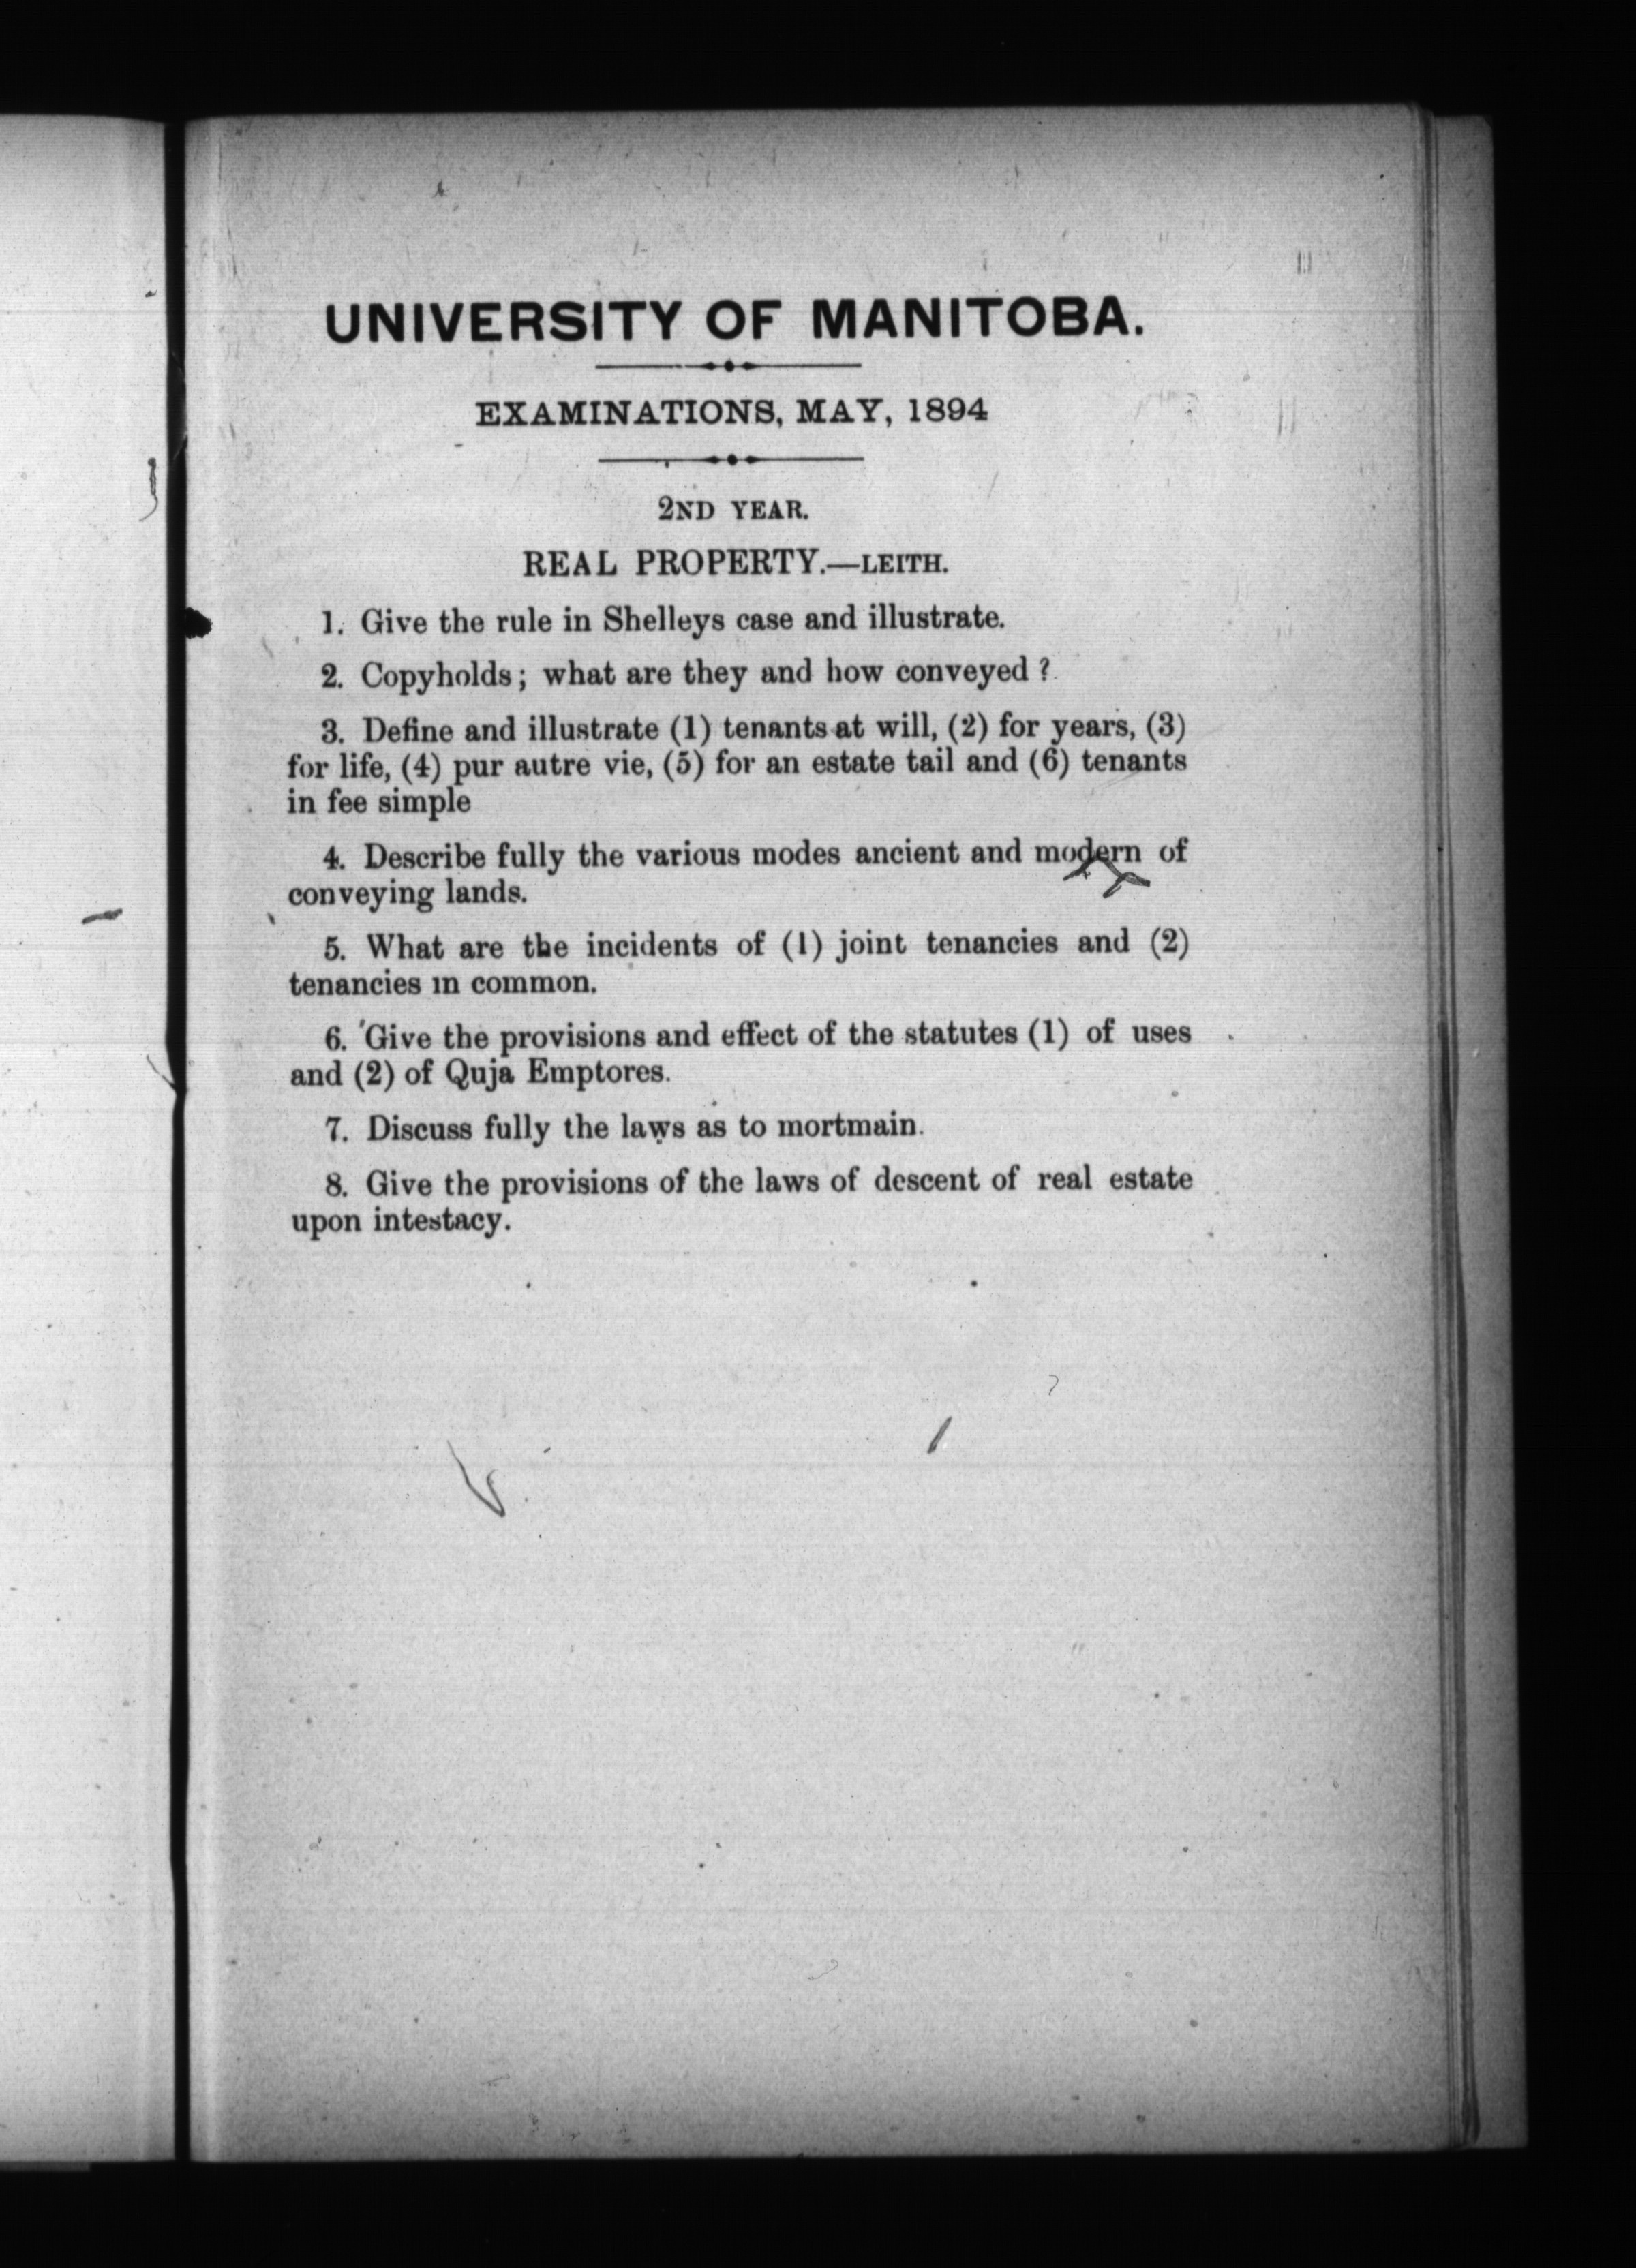 UNIVERSITY OF MANITOBA.
EXAMINATIONS, MAY, 1894
2ND YEAR.
REAL PROPERTY.—LEITH.
1. Give the rule in Shelleys case and illustrate.
2. Copyholds; what are they and how conveyed?
3. Define and illustrate (1) tenants at will, (2) for years, (3)
for life, (4) pur autre vie, (5) for an estate tail and (6) tenants
in fee simple
4. Describe fully the various modes ancient and modern of
conveying lands.
5. What are the incidents of (1) joint tenancies and (2)
tenancies in common.
6. Give the provisions and effect of the statutes (1) of uses
and (2) of Quja Emptores.
7. Discuss fully the laws as to mortmain.
8. Give the provisions of the laws of descent of real estate
upon intestacy.